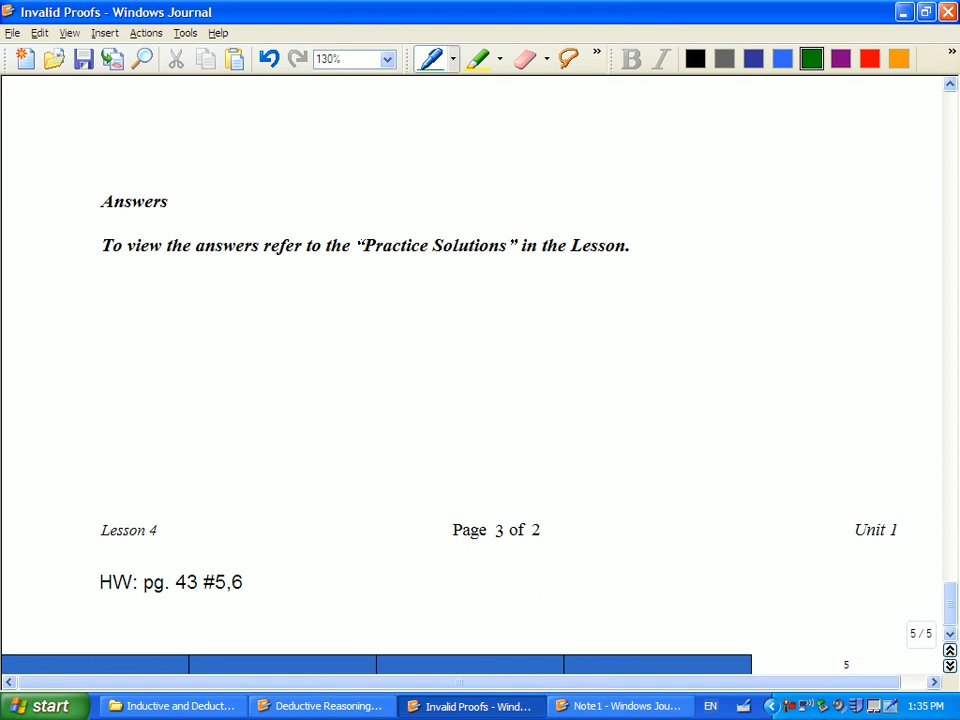 Invalid Proofs - Windows Journal
File Edit View Insert Actions Tools Help
130%
B I
Answers
To view the answers refer to the “Practice Solutions” in the Lesson.
Lesson 4 Page 3 of 2 Unit 1
HW: pg. 43 #5,6
5 / 5
5
start Inductive and Deduct... Deductive Reasoning... Invalid Proofs - Wind... Note1 - Windows Jou... EN 1:35 PM